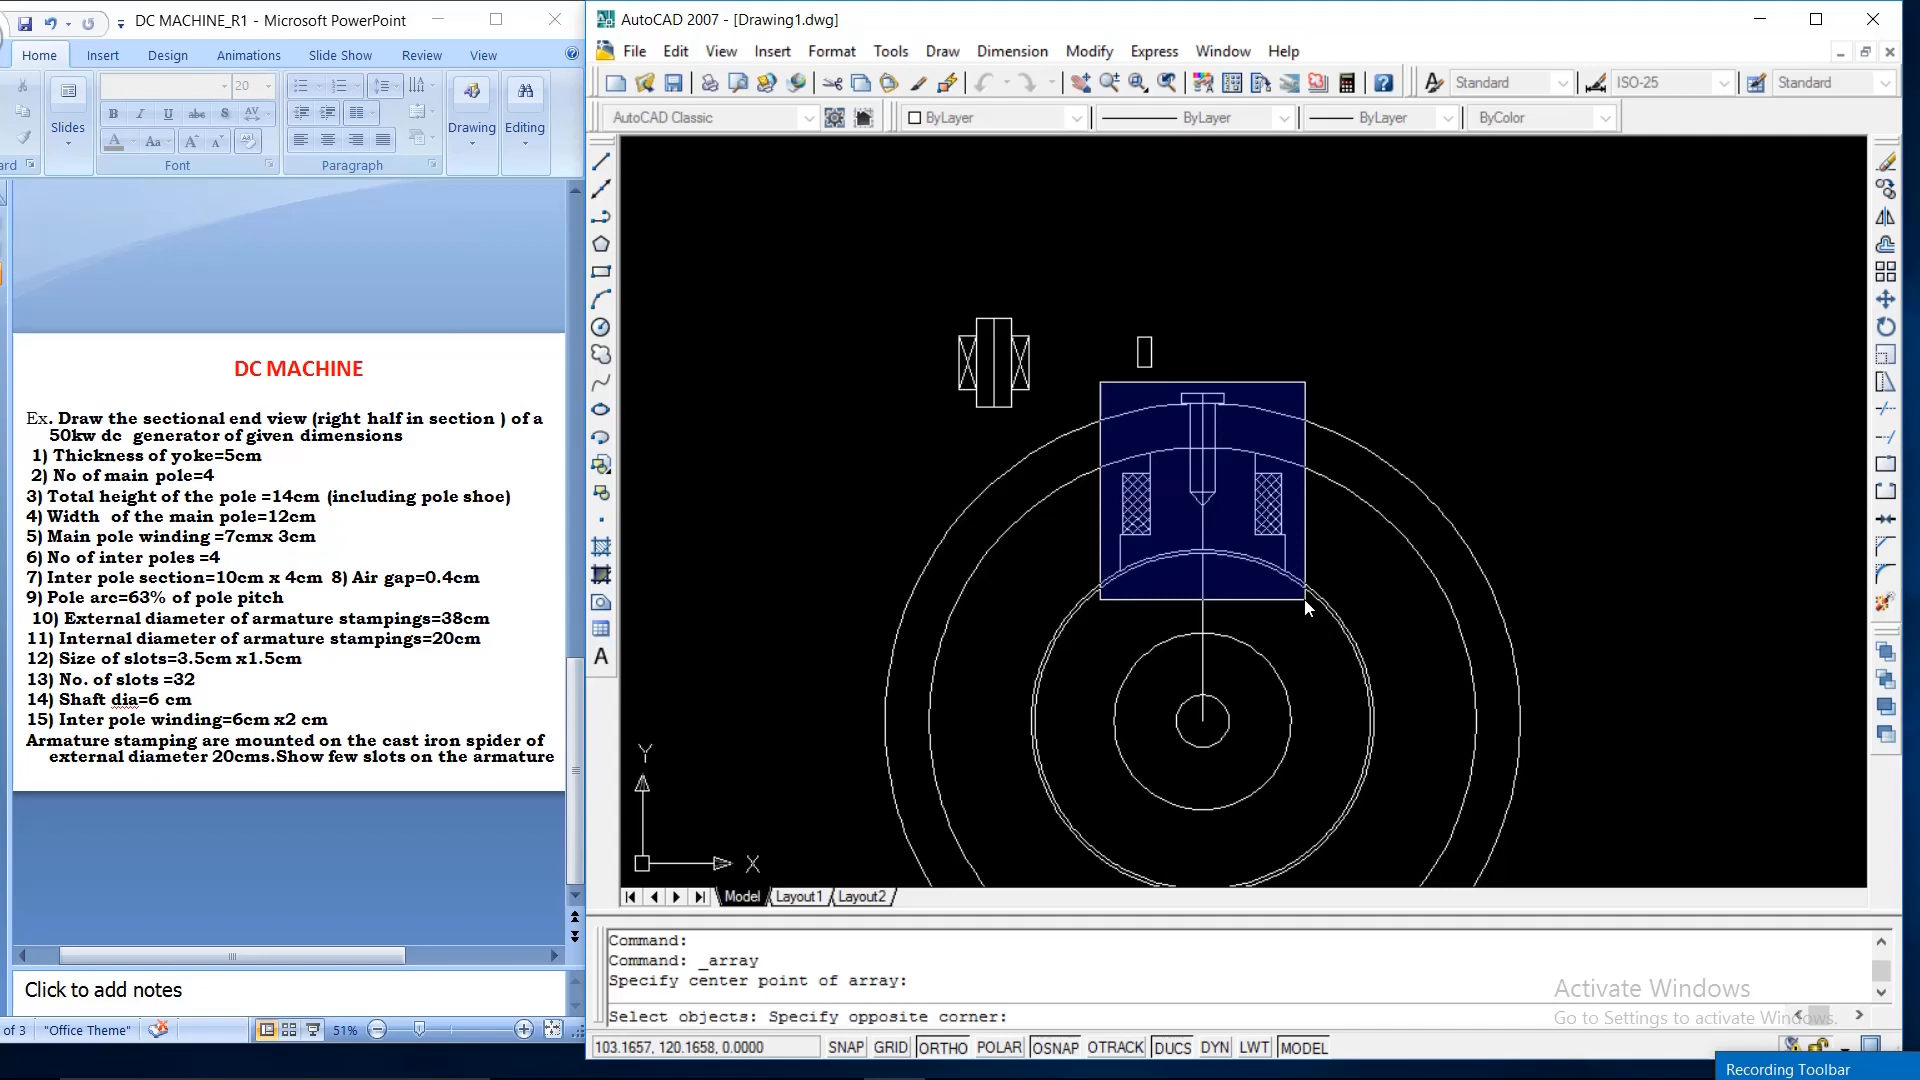 DC MACHINE_R1 - Microsoft PowerPoint
Home Insert Design Animations Slide Show Review View
20
Slides
Drawing
Editing
B I U abc S AV
A Aa A A
ard
Font
Paragraph
DC MACHINE
Ex. Draw the sectional end view (right half in section ) of a
50kw dc generator of given dimensions
1) Thickness of yoke=5cm
2) No of main pole=4
3) Total height of the pole =14cm (including pole shoe)
4) Width of the main pole=12cm
5) Main pole winding =7cmx 3cm
6) No of inter poles =4
7) Inter pole section=10cm x 4cm 8) Air gap=0.4cm
9) Pole arc=63% of pole pitch
10) External diameter of armature stampings=38cm
11) Internal diameter of armature stampings=20cm
12) Size of slots=3.5cm x1.5cm
13) No. of slots =32
14) Shaft dia=6 cm
15) Inter pole winding=6cm x2 cm
Armature stamping are mounted on the cast iron spider of
external diameter 20cms.Show few slots on the armature
Click to add notes
of 3 "Office Theme" 51%
AutoCAD 2007 - [Drawing1.dwg]
File Edit View Insert Format Tools Draw Dimension Modify Express Window Help
Standard ISO-25 Standard
AutoCAD Classic ByLayer ByLayer ByLayer ByColor
A
Y
X
Model Layout1 Layout2
Command:
Command: _array
Specify center point of array:
Select objects: Specify opposite corner:
Activate Windows
Go to Settings to activate Windows.
103.1657, 120.1658, 0.0000 SNAP GRID ORTHO POLAR OSNAP OTRACK DUCS DYN LWT MODEL
Recording Toolbar